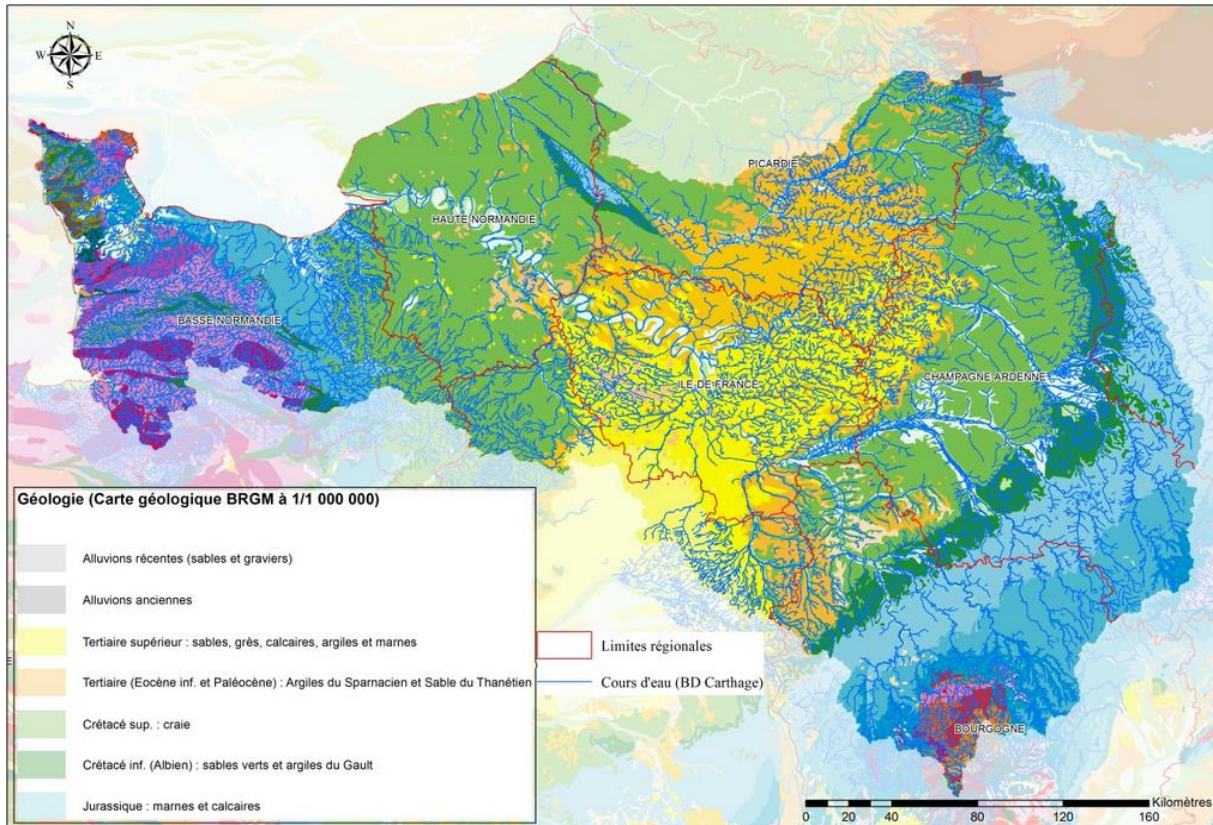 N
W E
S
PICARDIE
HAUTE NORMANDIE
BASSE NORMANDIE
ILE-DE-FRANCE
CHAMPAGNE ARDENNE
BOURGOGNE
Géologie (Carte géologique BRGM à 1/1 000 000)
Alluvions récentes (sables et graviers)
Alluvions anciennes
Tertiaire supérieur : sables, grès, calcaires, argiles et marnes
Tertiaire (Eocène inf. et Paléocène) : Argiles du Sparnacien et Sable du Thanétien
Crétacé sup. : craie
Crétacé inf. (Albien) : sables verts et argiles du Gault
Jurassique : marnes et calcaires
Limites régionales
Cours d'eau (BD Carthage)
Kilomètres
0 20 40 80 120 160